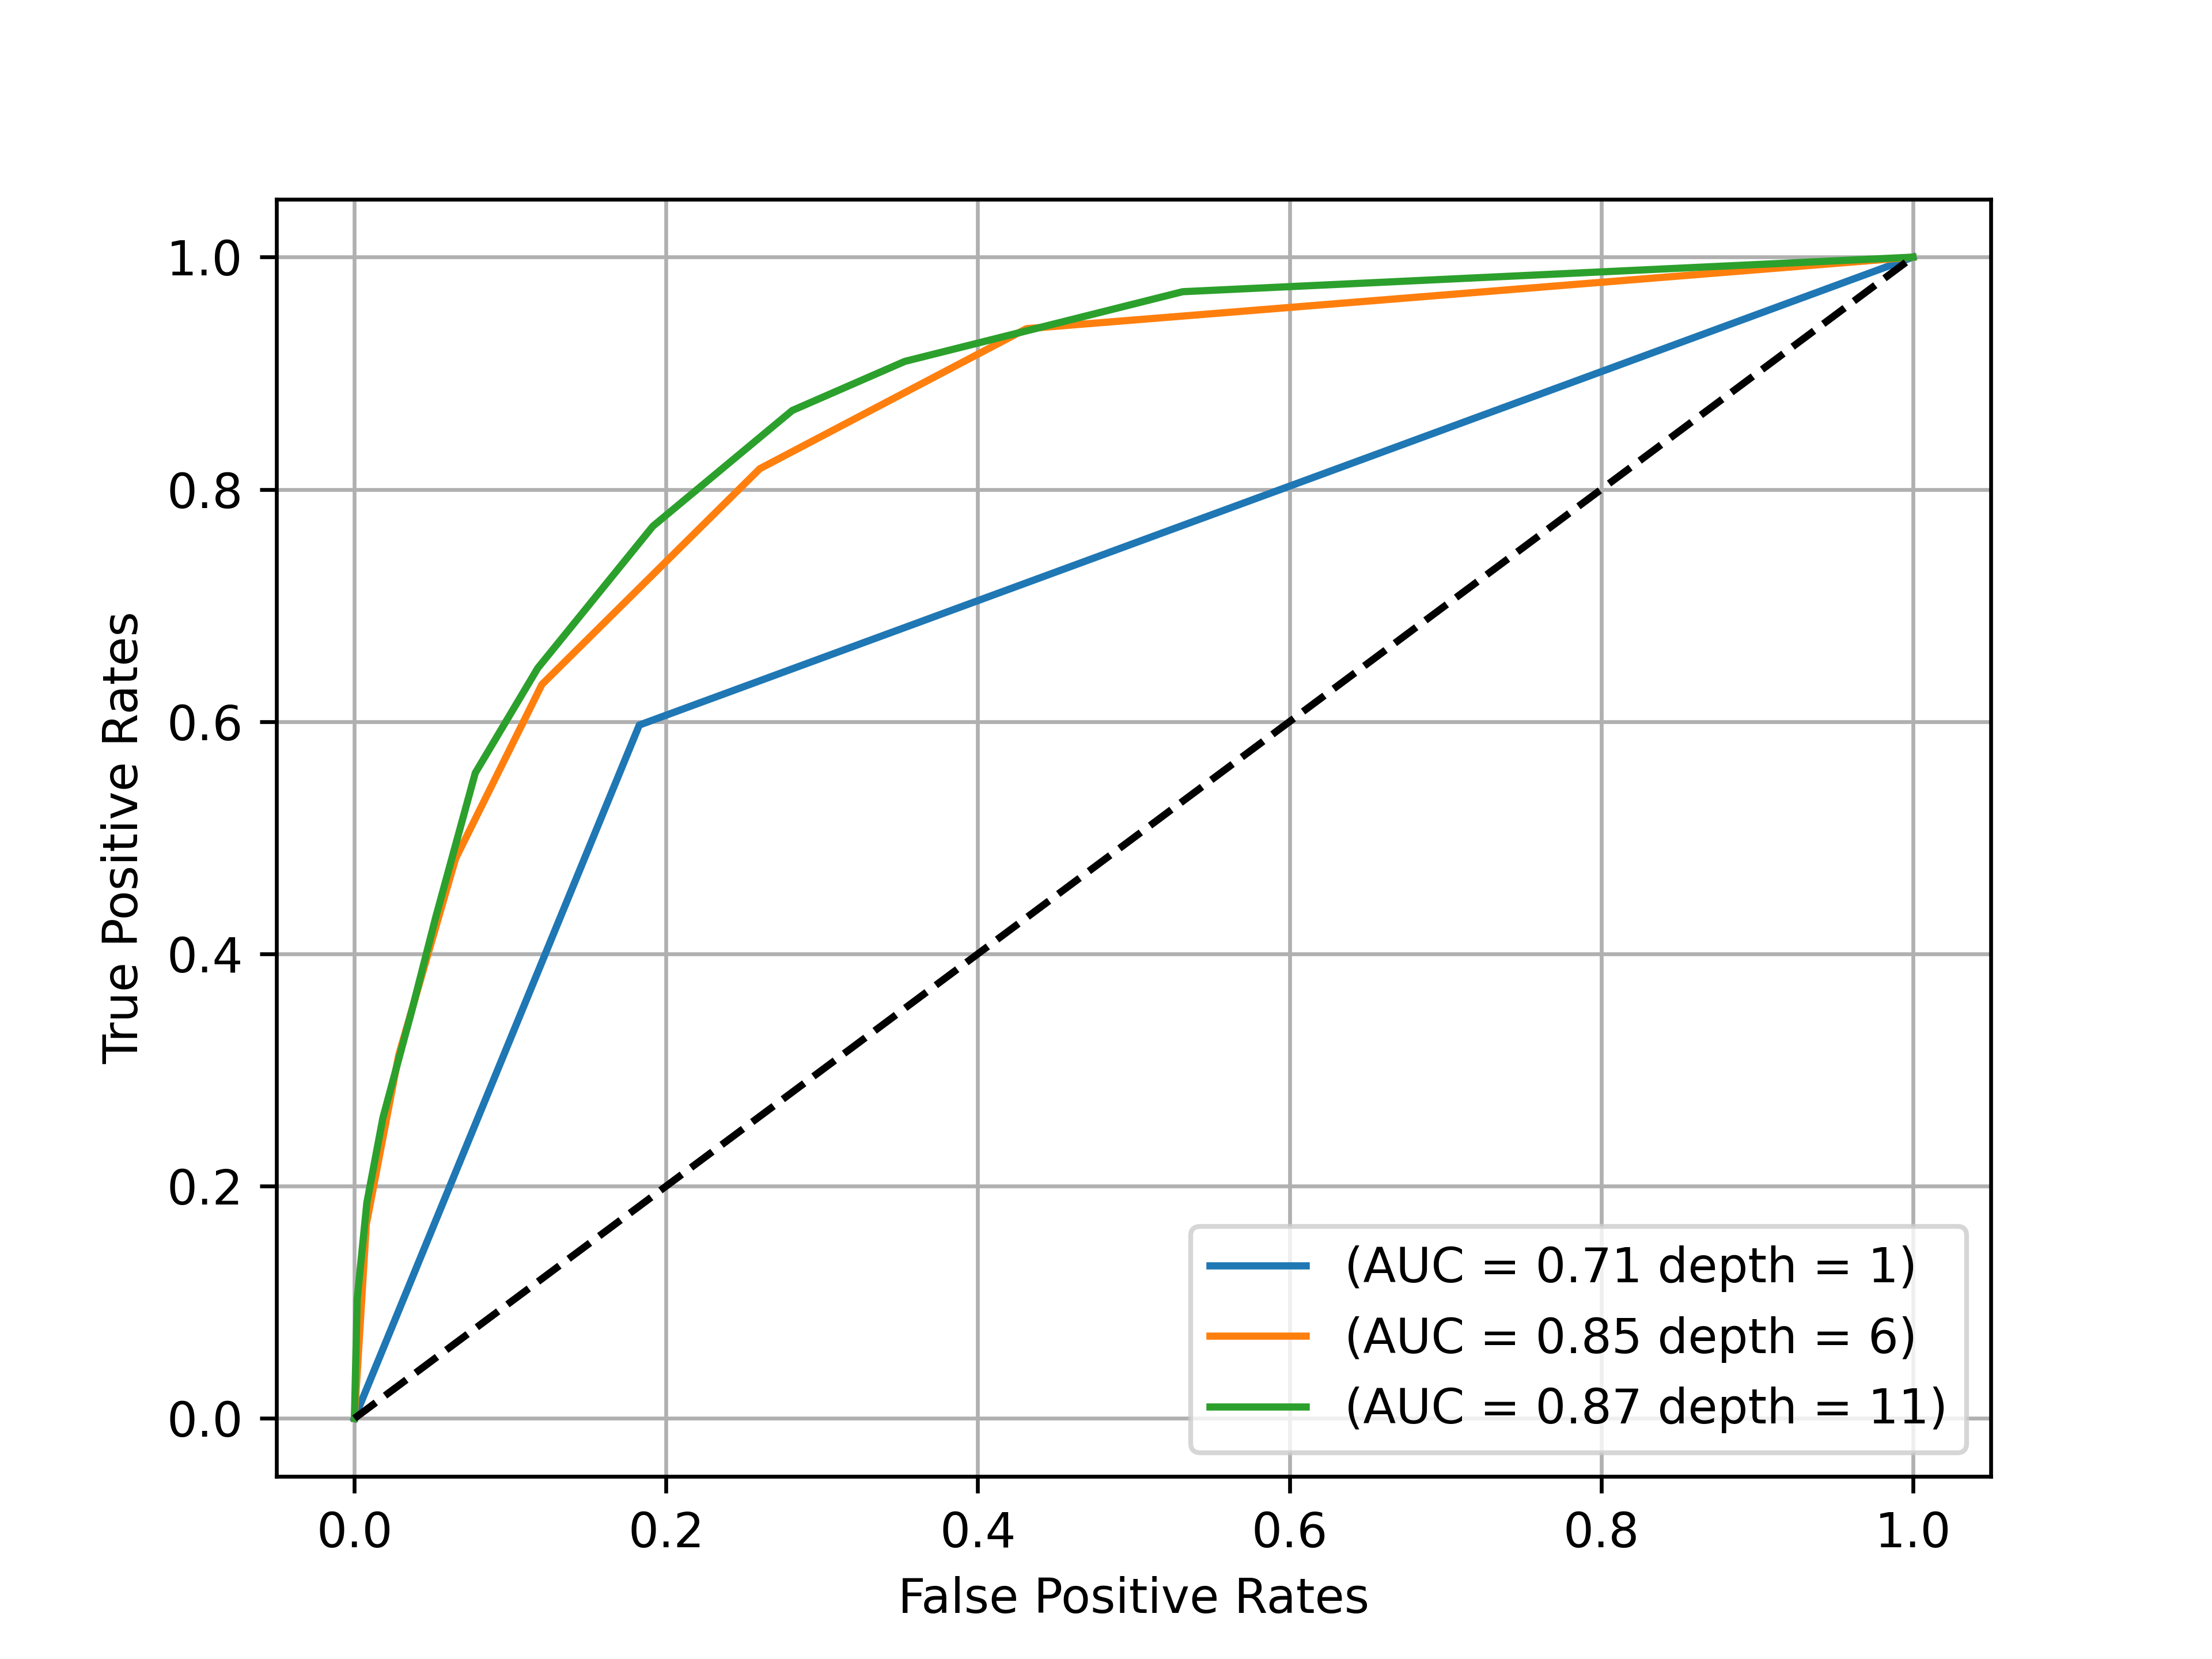 1.0
0.8
0.6
0.4
0.2
0.0
True Positive Rates
(AUC = 0.71 depth = 1)
(AUC = 0.85 depth = 6)
(AUC = 0.87 depth = 11)
0.0 0.2 0.4 0.6 0.8 1.0
False Positive Rates